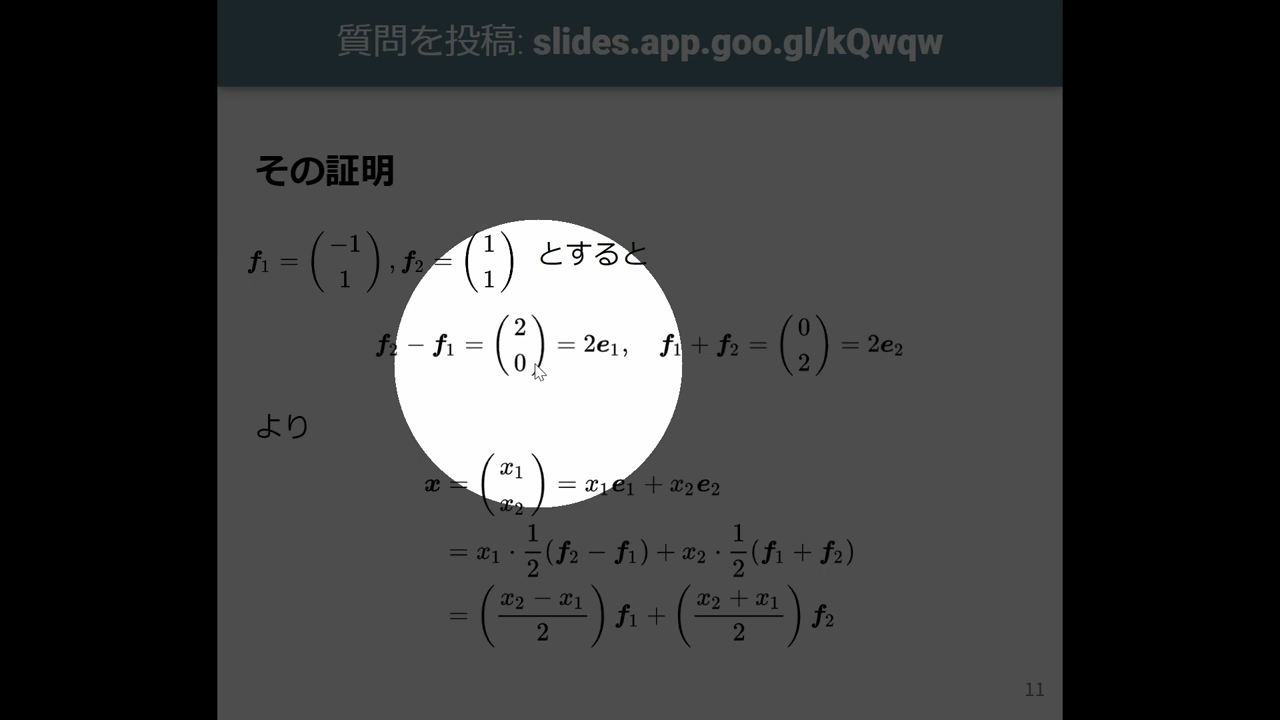 質問を投稿: slides.app.goo.gl/kQwqw
その証明
f₁ = (−1 1), f₂ = (1 1) とすると
f₂ − f₁ = (2 0) = 2e₁, f₁ + f₂ = (0 2) = 2e₂
より
x = (x₁ x₂) = x₁e₁ + x₂e₂
= x₁ · 1/2 (f₂ − f₁) + x₂ · 1/2 (f₁ + f₂)
= ((x₂ − x₁)/2) f₁ + ((x₂ + x₁)/2) f₂
11